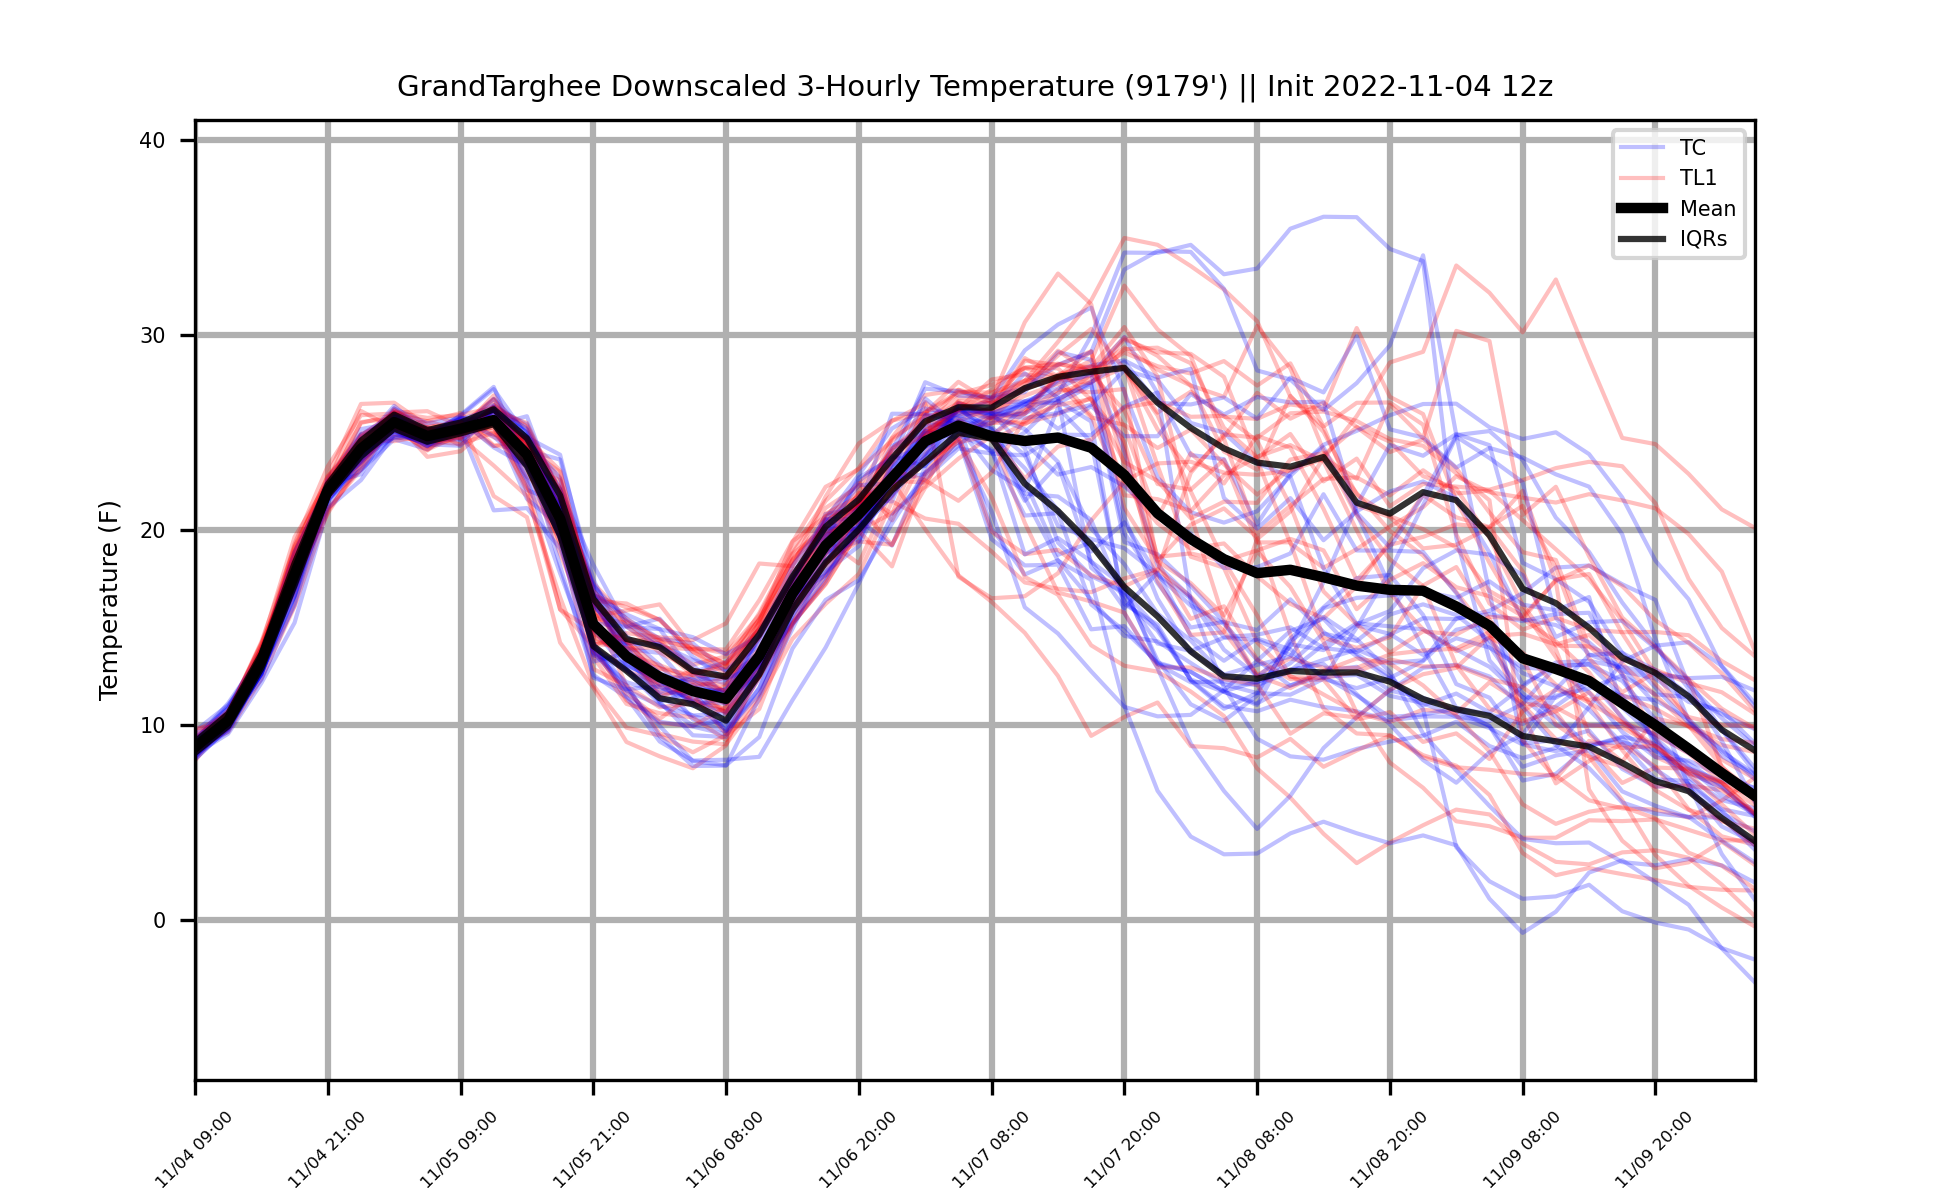 GrandTarghee Downscaled 3-Hourly Temperature (9179') || Init 2022-11-04 12z
TC
TL1
Mean
IQRs
Temperature (F)
40
30
20
10
0
11/04 09:00
11/04 21:00
11/05 09:00
11/05 21:00
11/06 08:00
11/06 20:00
11/07 08:00
11/07 20:00
11/08 08:00
11/08 20:00
11/09 08:00
11/09 20:00